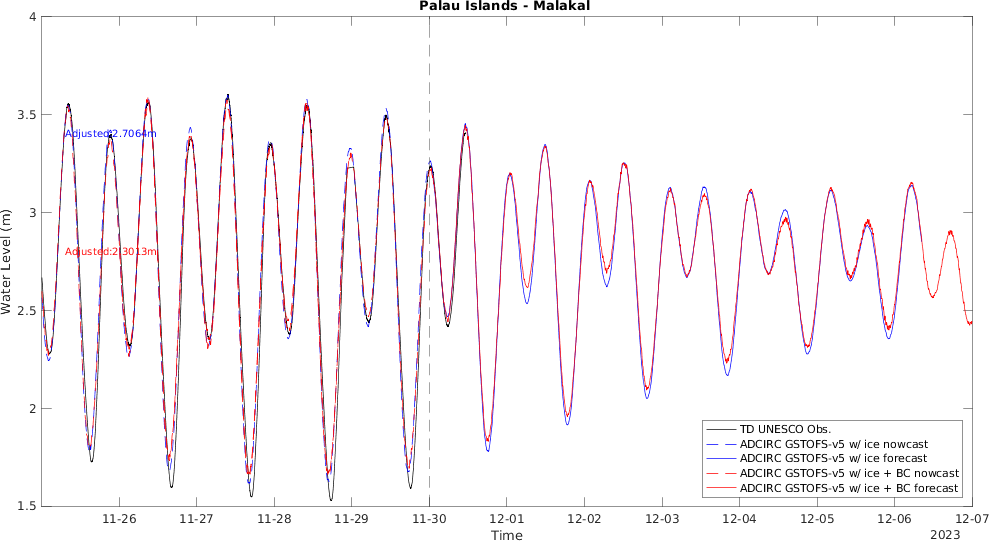 Palau Islands - Malakal
4
3.5
3
2.5
2
1.5
Water Level (m)
Adjusted:2.7064m
Adjusted:2.3013m
TD UNESCO Obs.
ADCIRC GSTOFS-v5 w/ ice nowcast
ADCIRC GSTOFS-v5 w/ ice forecast
ADCIRC GSTOFS-v5 w/ ice + BC nowcast
ADCIRC GSTOFS-v5 w/ ice + BC forecast
11-26 11-27 11-28 11-29 11-30 12-01 12-02 12-03 12-04 12-05 12-06 12-07
Time
2023